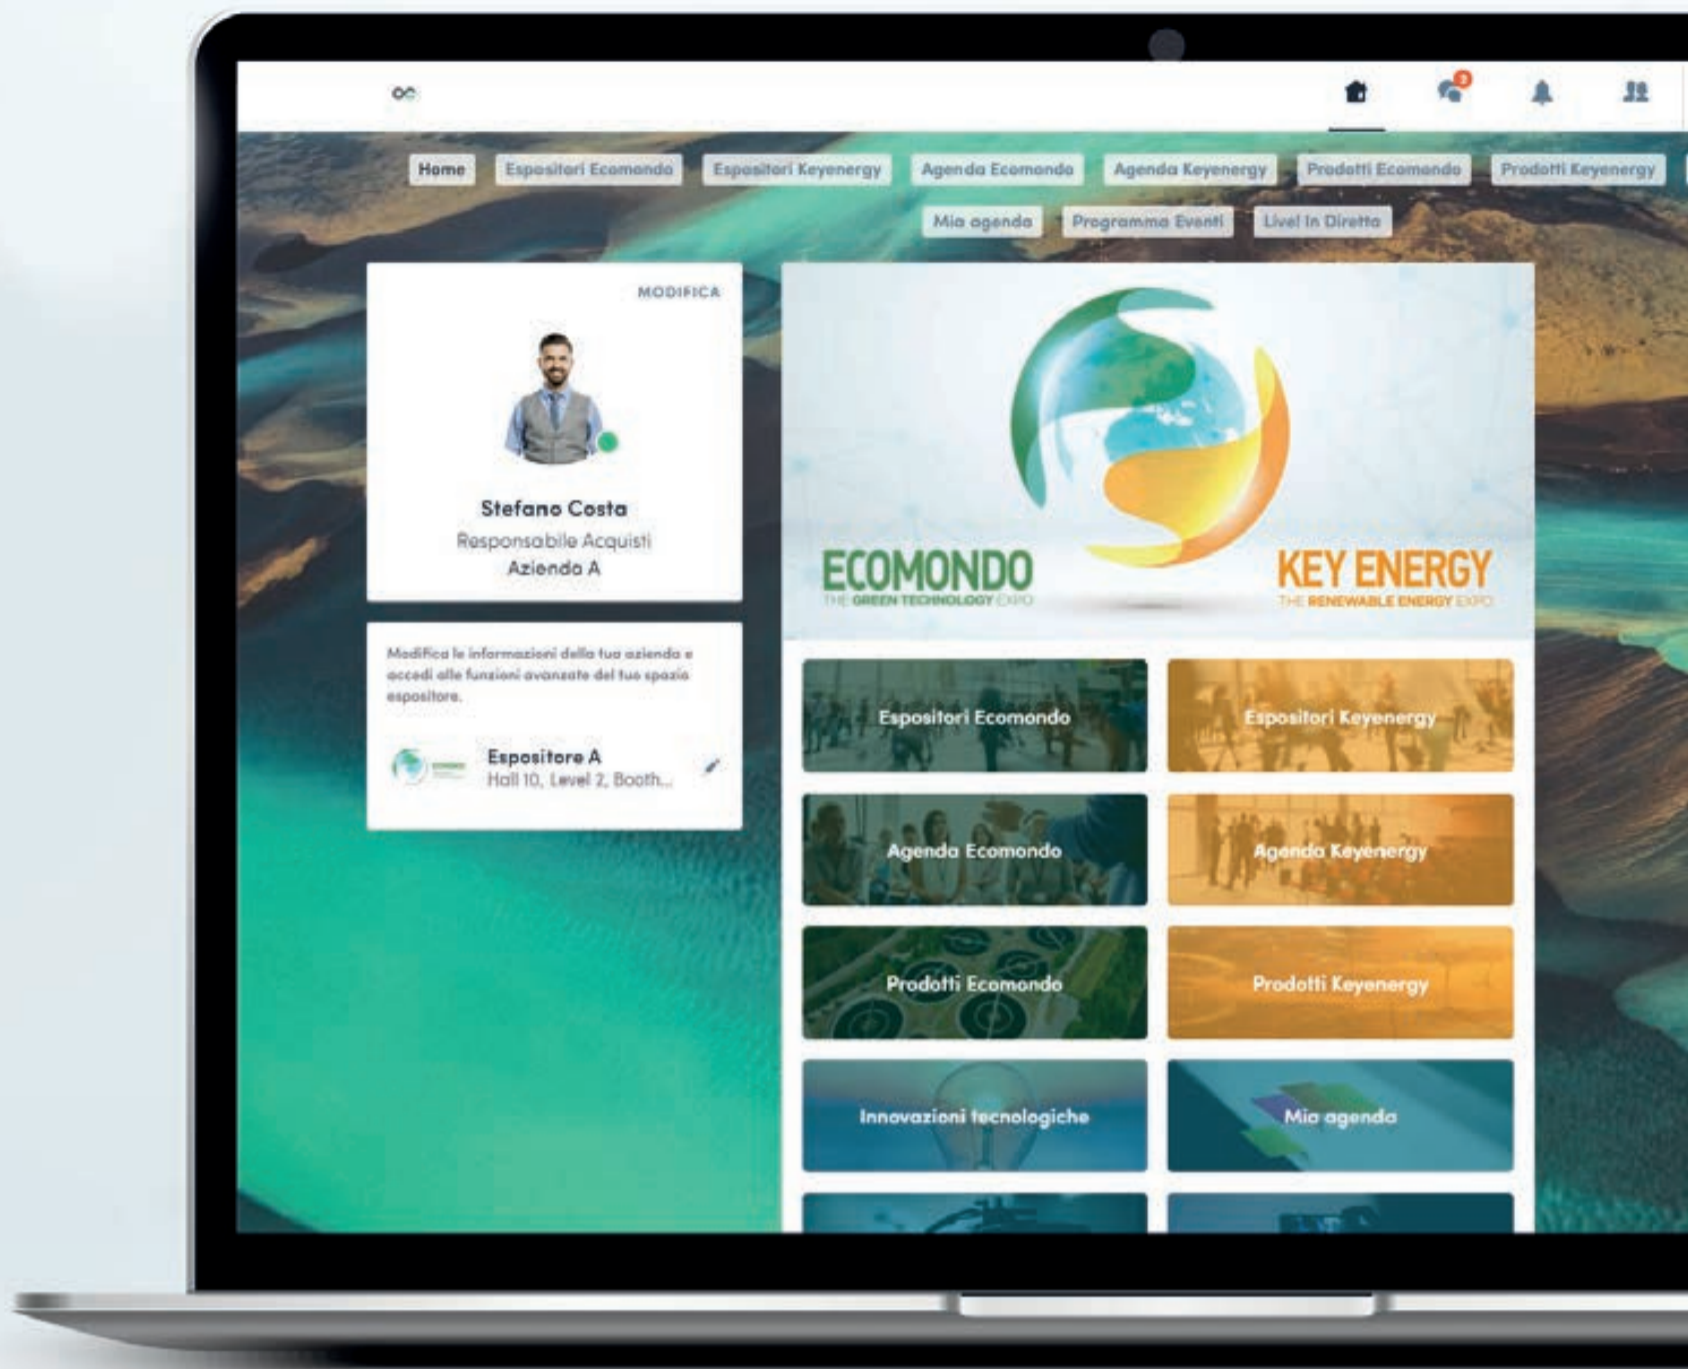 2
Home Espositori Ecomondo Espositori Keyenergy Agenda Ecomondo Agenda Keyenergy Prodotti Ecomondo Prodotti Keyenergy
Mia agenda Programma Eventi Live! In Diretta
MODIFICA
Stefano Costa
Responsabile Acquisti
Azienda A
Modifica le informazioni della tua azienda e
accedi alle funzioni avanzate del tuo spazio
espositore.
ECOMONDO
Espositore A
Hall 10, Level 2, Booth...
ECOMONDO
THE GREEN TECHNOLOGY EXPO
KEY ENERGY
THE RENEWABLE ENERGY EXPO
Espositori Ecomondo Espositori Keyenergy
Agenda Ecomondo Agenda Keyenergy
Prodotti Ecomondo Prodotti Keyenergy
Innovazioni tecnologiche Mia agenda